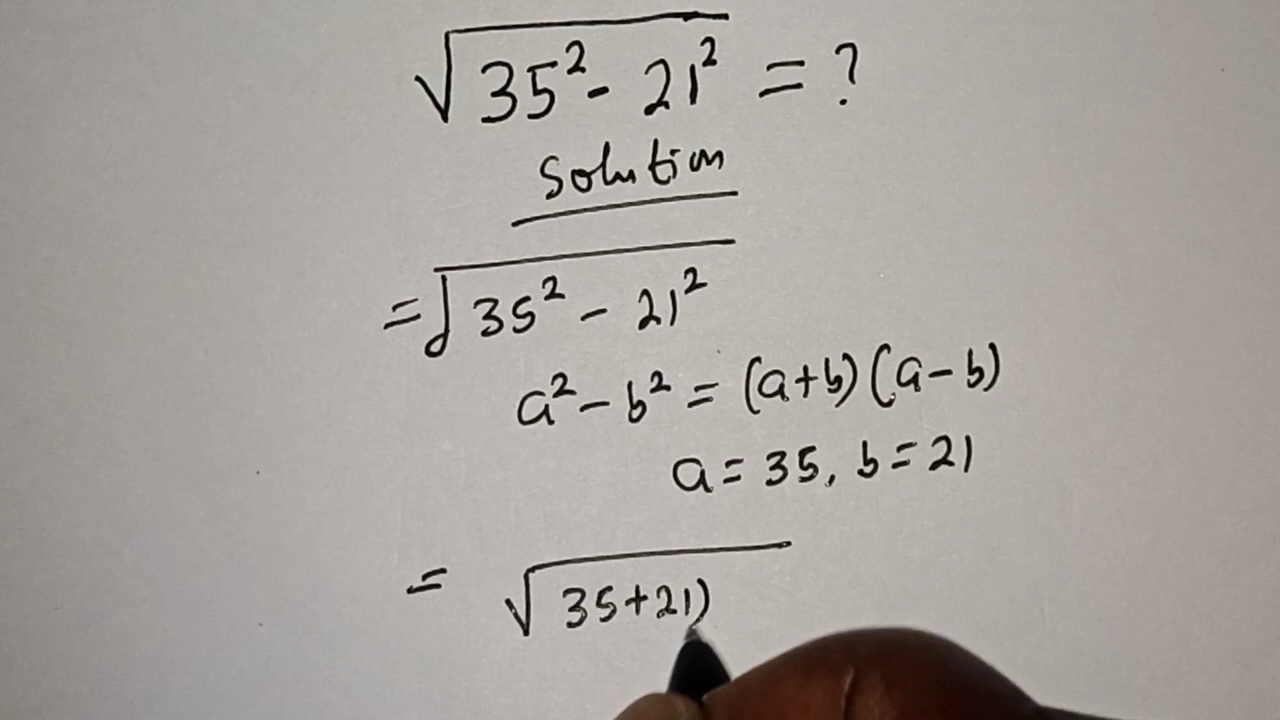 √35² - 21² = ?
Solution
= √35² - 21²
a² - b² = (a+b)(a-b)
a = 35, b = 21
= √35+21)